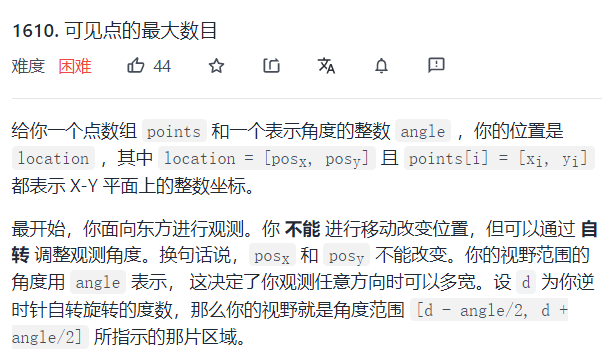 1610. 可见点的最大数目
难度 困难 44
给你一个点数组 points 和一个表示角度的整数 angle ，你的位置是
location ，其中 location = [posx, posy] 且 points[i] = [xi, yi]
都表示 X-Y 平面上的整数坐标。
最开始，你面向东方进行观测。你 不能 进行移动改变位置，但可以通过 自
转 调整观测角度。换句话说，posx 和 posy 不能改变。你的视野范围的
角度用 angle 表示， 这决定了你观测任意方向时可以多宽。设 d 为你逆
时针自转旋转的度数，那么你的视野就是角度范围 [d - angle/2, d +
angle/2] 所指示的那片区域。